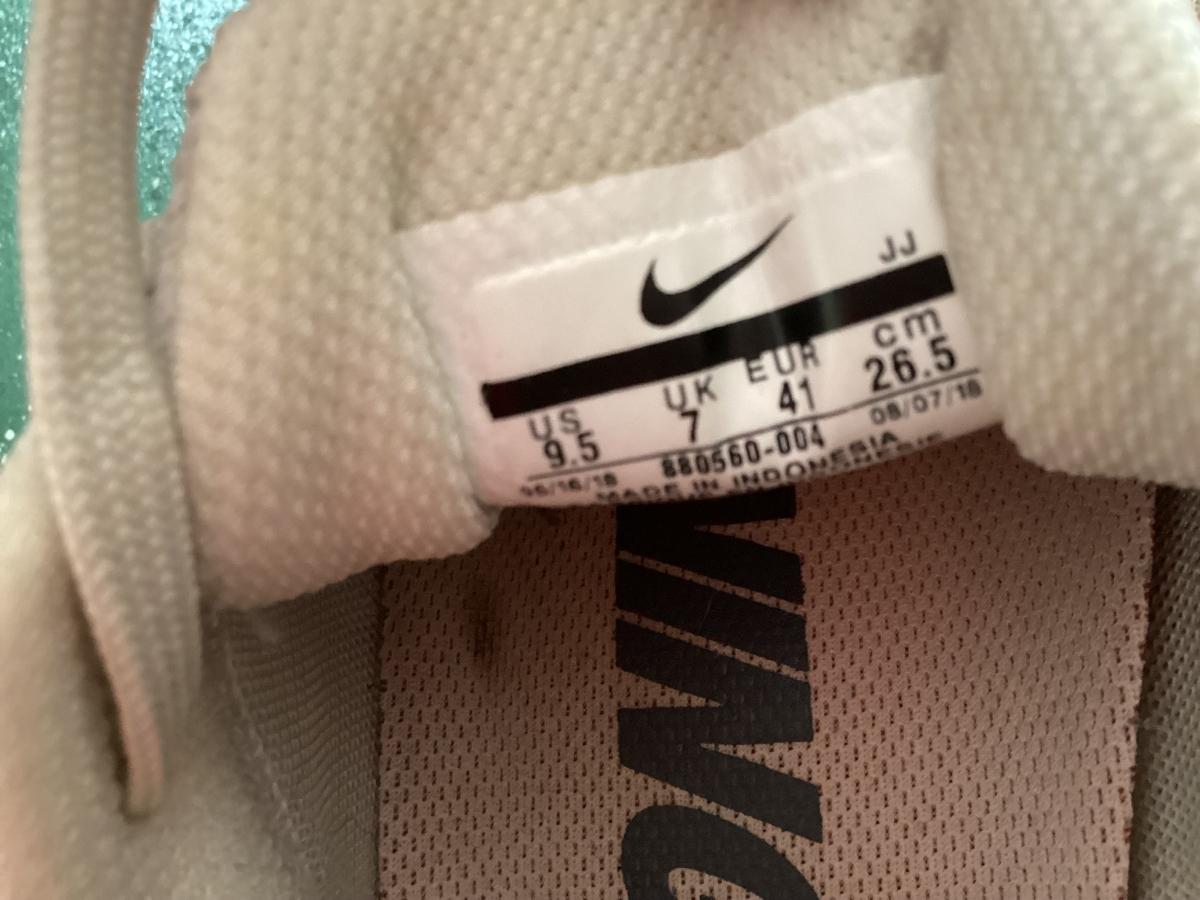 JJ
US UK EUR cm
9.5 7 41 26.5
880560-004
05/16/18 08/07/18
MADE IN INDONESIA